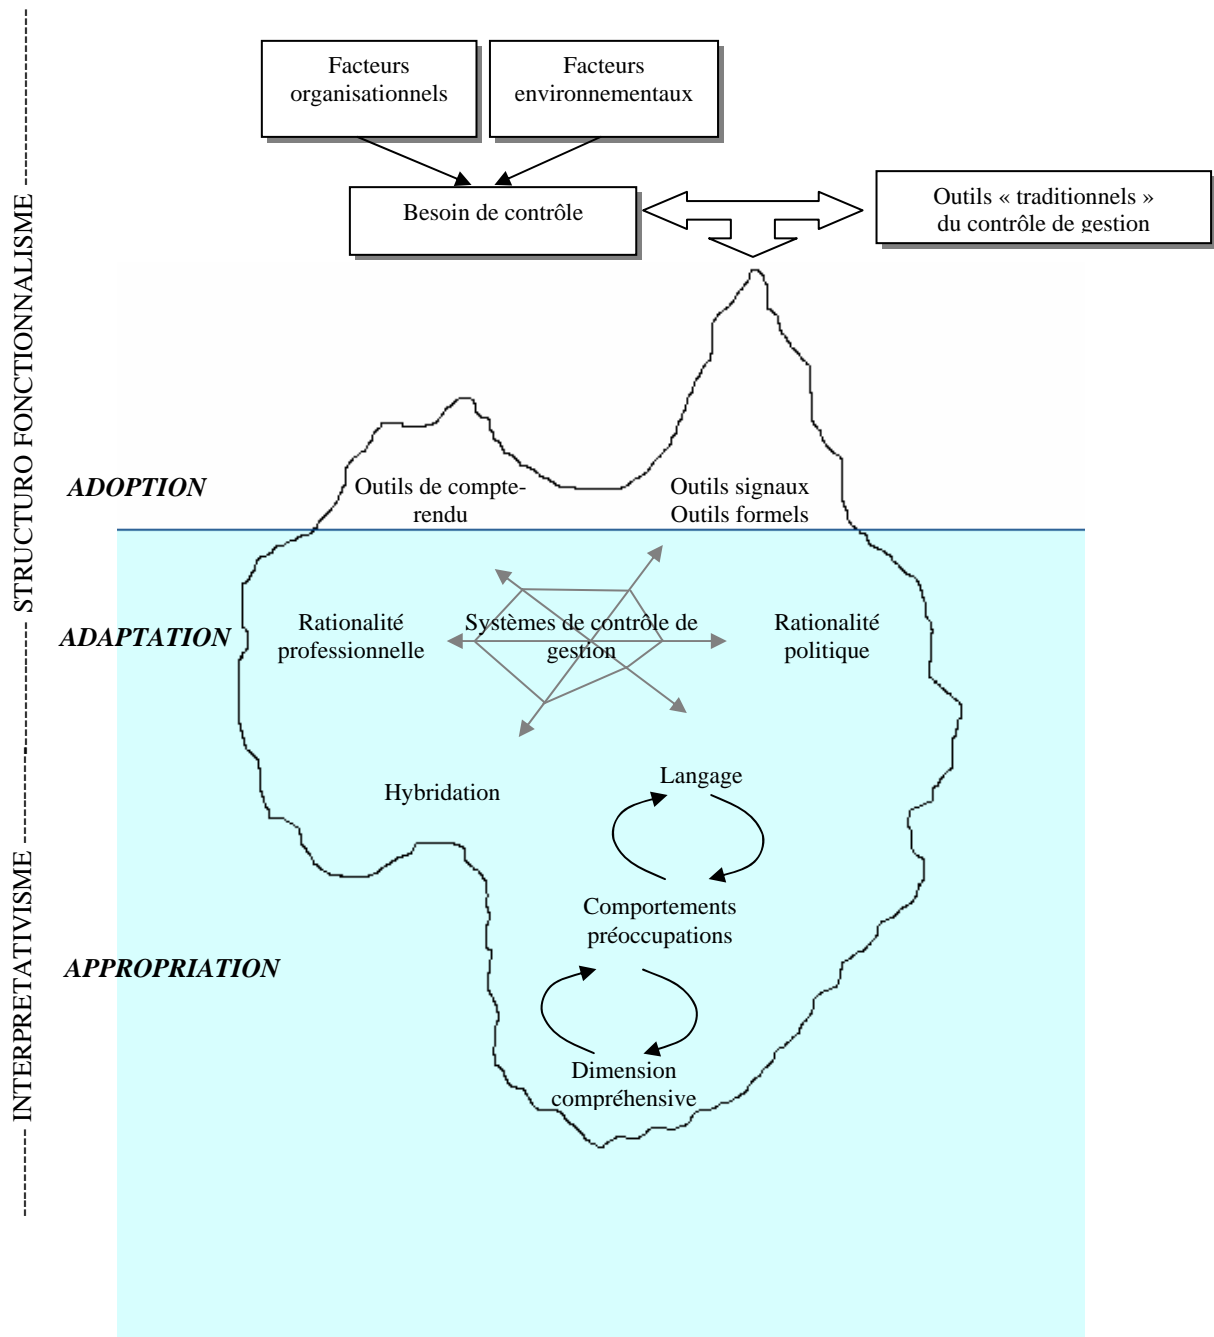 Facteurs
organisationnels
Facteurs
environnementaux
Besoin de contrôle
Outils « traditionnels »
du contrôle de gestion
STRUCTURO FONCTIONNALISME
INTERPRETATIVISME
ADOPTION
Outils de compte-
rendu
Outils signaux
Outils formels
ADAPTATION
Rationalité
professionnelle
Systèmes de contrôle de
gestion
Rationalité
politique
Hybridation
Langage
Comportements
préoccupations
APPROPRIATION
Dimension
compréhensive